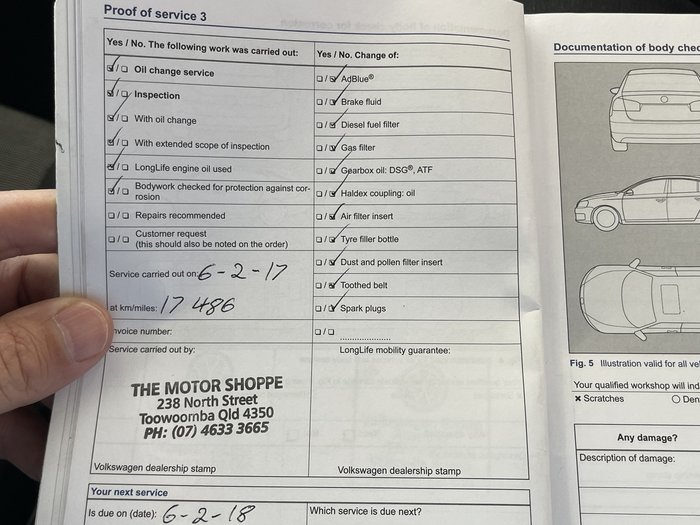 Proof of service 3
Yes / No. The following work was carried out:
☑/☐ Oil change service
☑/☐ Inspection
☑/☐ With oil change
☑/☐ With extended scope of inspection
☑/☐ LongLife engine oil used
☑/☐ Bodywork checked for protection against cor-
rosion
☐/☐ Repairs recommended
☐/☐ Customer request
(this should also be noted on the order)
Service carried out on: 6-2-17
at km/miles: 17 486
nvoice number:
Service carried out by:
THE MOTOR SHOPPE
238 North Street
Toowoornba Qld 4350
PH: (07) 4633 3665
Volkswagen dealership stamp
Yes / No. Change of:
☐/☑ AdBlue®
☐/☑ Brake fluid
☐/☑ Diesel fuel filter
☐/☑ Gas filter
☐/☑ Gearbox oil: DSG®, ATF
☐/☑ Haldex coupling: oil
☐/☑ Air filter insert
☐/☑ Tyre filler bottle
☐/☑ Dust and pollen filter insert
☐/☑ Toothed belt
☐/☑ Spark plugs
☐/☐ ....................
LongLife mobility guarantee:
Volkswagen dealership stamp
Your next service
Is due on (date): 6-2-18
Which service is due next?
Documentation of body chec
Fig. 5 Illustration valid for all ve
Your qualified workshop will ind
× Scratches
○ Den
Any damage?
Description of damage: